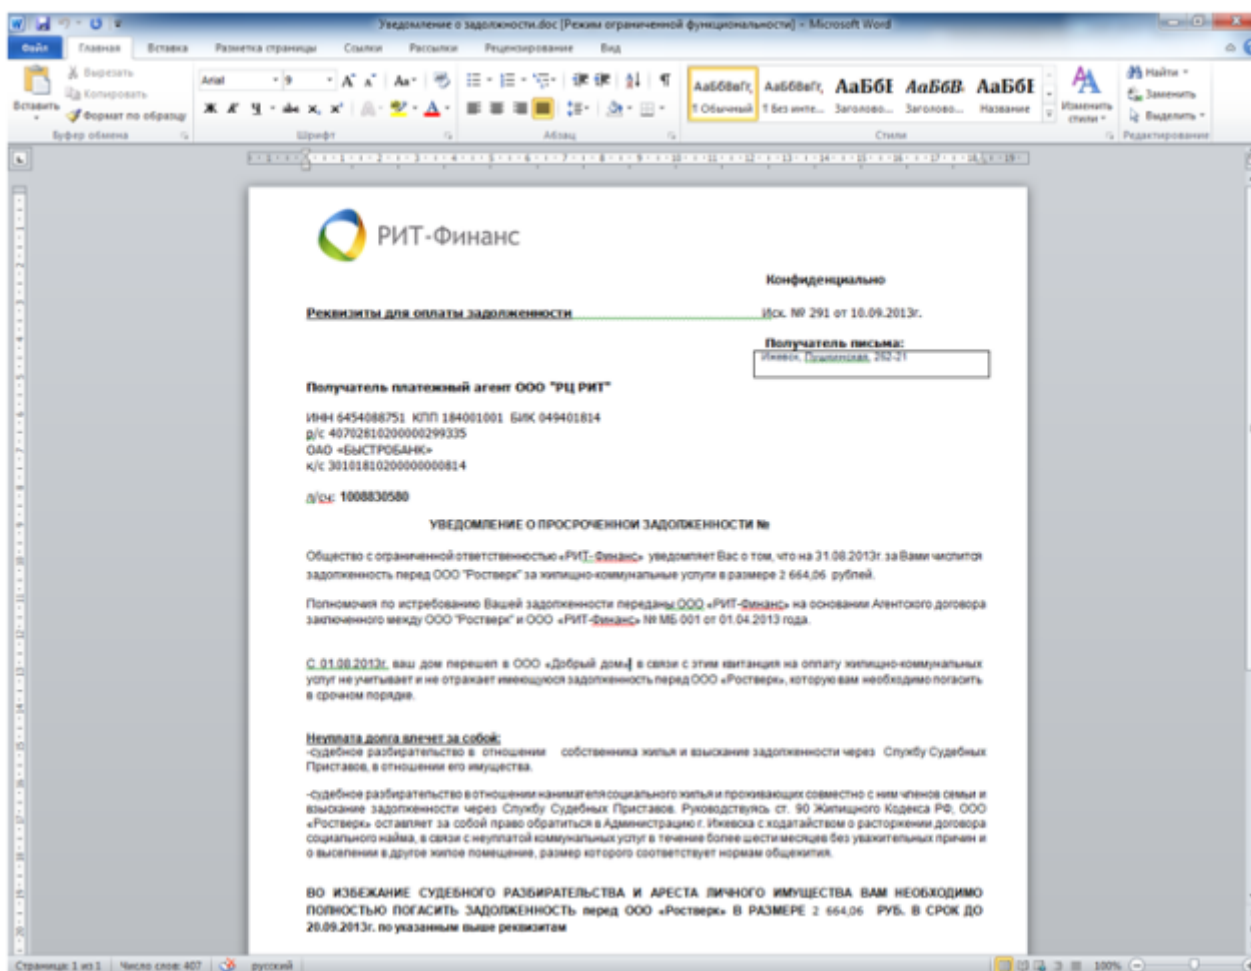 Уведомление о задолжности.doc [Режим ограниченной функциональности] - Microsoft Word
Файл Главная Вставка Разметка страницы Ссылки Рассылки Рецензирование Вид
Вставить
Вырезать
Копировать
Формат по образцу
Буфер обмена
Arial 9
Шрифт
Абзац
АаБбВвГг, АаБбВвГг, АаБбІ АаБбВ АаБбІ
¶ Обычный ¶ Без инте... Заголово... Заголово... Название
Стили
Изменить стили
Найти
Заменить
Выделить
Редактирование
РИТ-Финанс
Конфиденциально
Реквизиты для оплаты задолженности Исх. № 291 от 10.09.2013г.
Получатель письма:
Ижевск, Пушкинская, 262-21
Получатель платежный агент ООО "РЦ РИТ"
ИНН 6454088751 КПП 184001001 БИК 049401814
р/с 40702810200000299335
ОАО «БЫСТРОБАНК»
к/с 30101810200000000814
л/сч: 1008830580
УВЕДОМЛЕНИЕ О ПРОСРОЧЕННОЙ ЗАДОЛЖЕННОСТИ №
Общество с ограниченной ответственностью «РИТ-Финанс» уведомляет Вас о том, что на 31.08.2013г. за Вами числится
задолженность перед ООО "Ростверк" за жилищно-коммунальные услуги в размере 2 664,06 рублей.
Полномочия по истребованию Вашей задолженности переданы ООО «РИТ-Финанс» на основании Агентского договора
заключенного между ООО "Ростверк" и ООО «РИТ-Финанс» № МБ 001 от 01.04.2013 года.
С 01.08.2013г. ваш дом перешел в ООО «Добрый дом» в связи с этим квитанция на оплату жилищно-коммунальных
услуг не учитывает и не отражает имеющуюся задолженность перед ООО «Ростверк», которую вам необходимо погасить
в срочном порядке.
Неуплата долга влечет за собой:
-судебное разбирательство в отношении собственника жилья и взыскание задолженности через Службу Судебных
Приставов, в отношении его имущества.
-судебное разбирательство в отношении нанимателя социального жилья и проживающих совместно с ним членов семьи и
взыскание задолженности через Службу Судебных Приставов. Руководствуясь ст. 90 Жилищного Кодекса РФ, ООО
«Ростверк» оставляет за собой право обратиться в Администрацию г. Ижевска с ходатайством о расторжении договора
социального найма, в связи с неуплатой коммунальных услуг в течение более шести месяцев без уважительных причин и
о выселении в другое жилое помещение, размер которого соответствует нормам общежития.
ВО ИЗБЕЖАНИЕ СУДЕБНОГО РАЗБИРАТЕЛЬСТВА И АРЕСТА ЛИЧНОГО ИМУЩЕСТВА ВАМ НЕОБХОДИМО
ПОЛНОСТЬЮ ПОГАСИТЬ ЗАДОЛЖЕННОСТЬ перед ООО «Ростверк» В РАЗМЕРЕ 2 664,06 РУБ. В СРОК ДО
20.09.2013г. по указанным выше реквизитам
Страница: 1 из 1 Число слов: 407 русский 100%